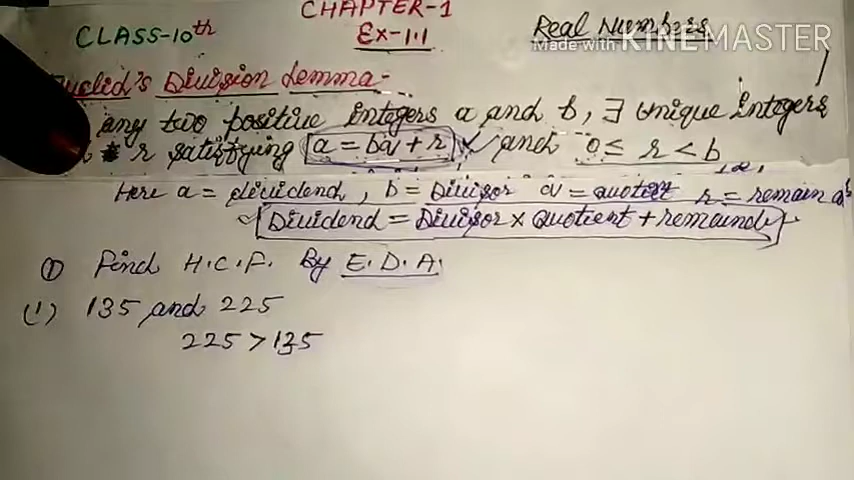 CHAPTER-1
CLASS-10th Ex-1.1 Real Numbers
Made with KINEMASTER
Euclid's Division Lemma-
any two positive integers a and b, ∃ unique integers
r satisfying a = bq + r and 0 ≤ r < b
Here a = dividend, b = Divisor q = quotient r = remainder
Dividend = Divisor × Quotient + remainder
① Find H.C.F. By E.D.A.
(i) 135 and 225
225 > 135